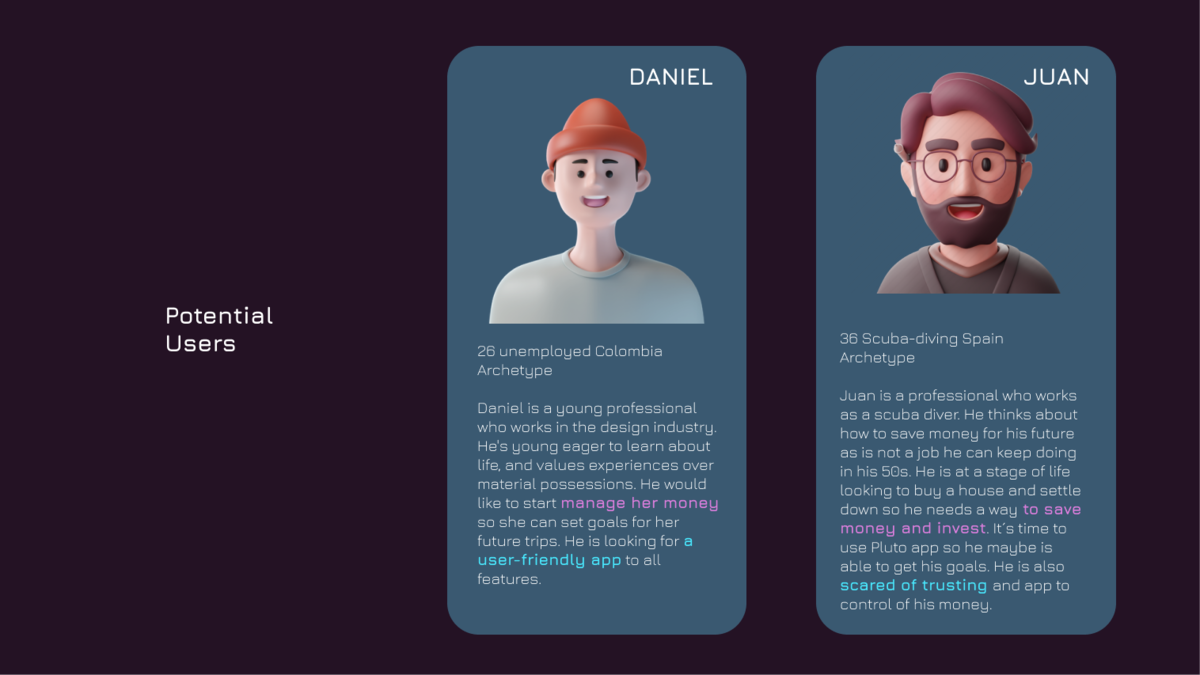 Potential
Users
DANIEL
26 unemployed Colombia
Archetype
Daniel is a young professional
who works in the design industry.
He's young eager to learn about
life, and values experiences over
material possessions. He would
like to start manage her money
so she can set goals for her
future trips. He is looking for a
user-friendly app to all
features.
JUAN
36 Scuba-diving Spain
Archetype
Juan is a professional who works
as a scuba diver. He thinks about
how to save money for his future
as is not a job he can keep doing
in his 50s. He is at a stage of life
looking to buy a house and settle
down so he needs a way to save
money and invest. It´s time to
use Pluto app so he maybe is
able to get his goals. He is also
scared of trusting and app to
control of his money.